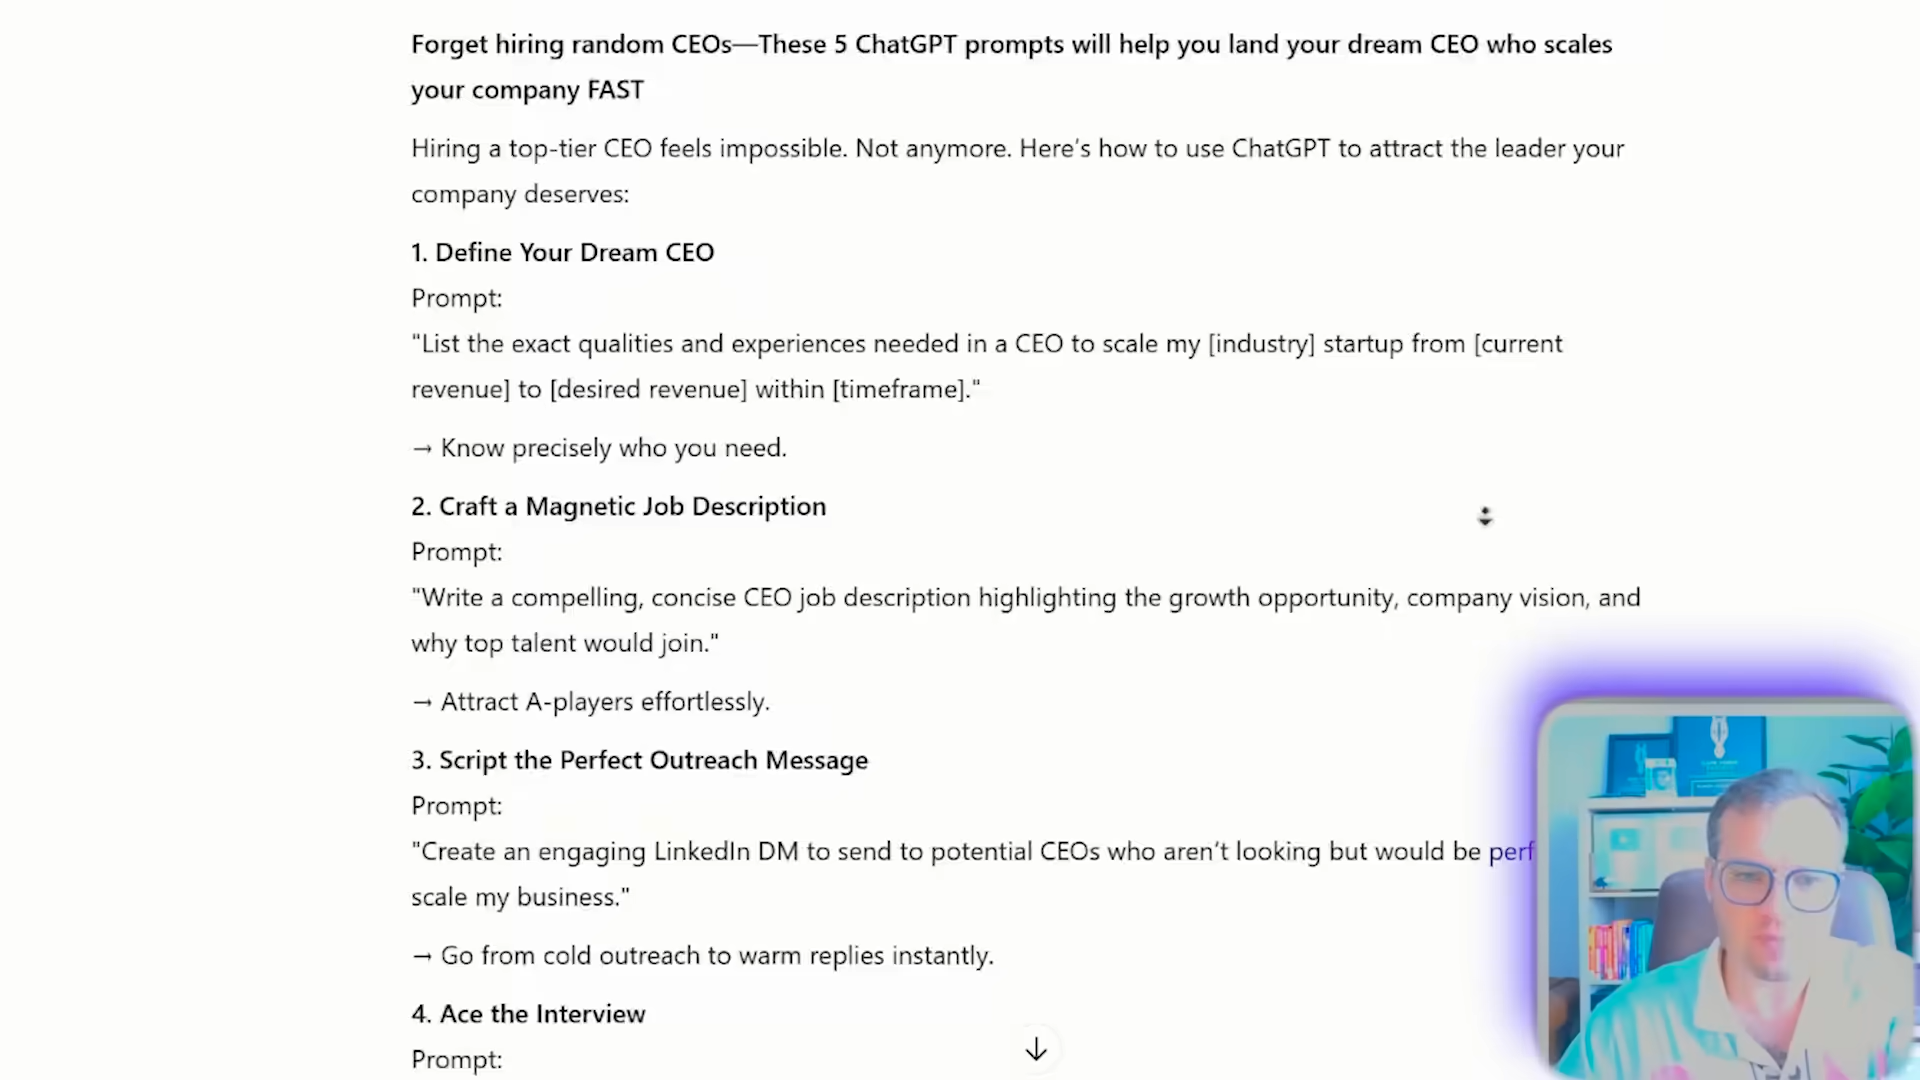 Forget hiring random CEOs—These 5 ChatGPT prompts will help you land your dream CEO who scales
your company FAST
Hiring a top-tier CEO feels impossible. Not anymore. Here's how to use ChatGPT to attract the leader your
company deserves:
1. Define Your Dream CEO
Prompt:
"List the exact qualities and experiences needed in a CEO to scale my [industry] startup from [current
revenue] to [desired revenue] within [timeframe]."
→ Know precisely who you need.
2. Craft a Magnetic Job Description
Prompt:
"Write a compelling, concise CEO job description highlighting the growth opportunity, company vision, and
why top talent would join."
→ Attract A-players effortlessly.
3. Script the Perfect Outreach Message
Prompt:
"Create an engaging LinkedIn DM to send to potential CEOs who aren't looking but would be perf
scale my business."
→ Go from cold outreach to warm replies instantly.
4. Ace the Interview
Prompt: